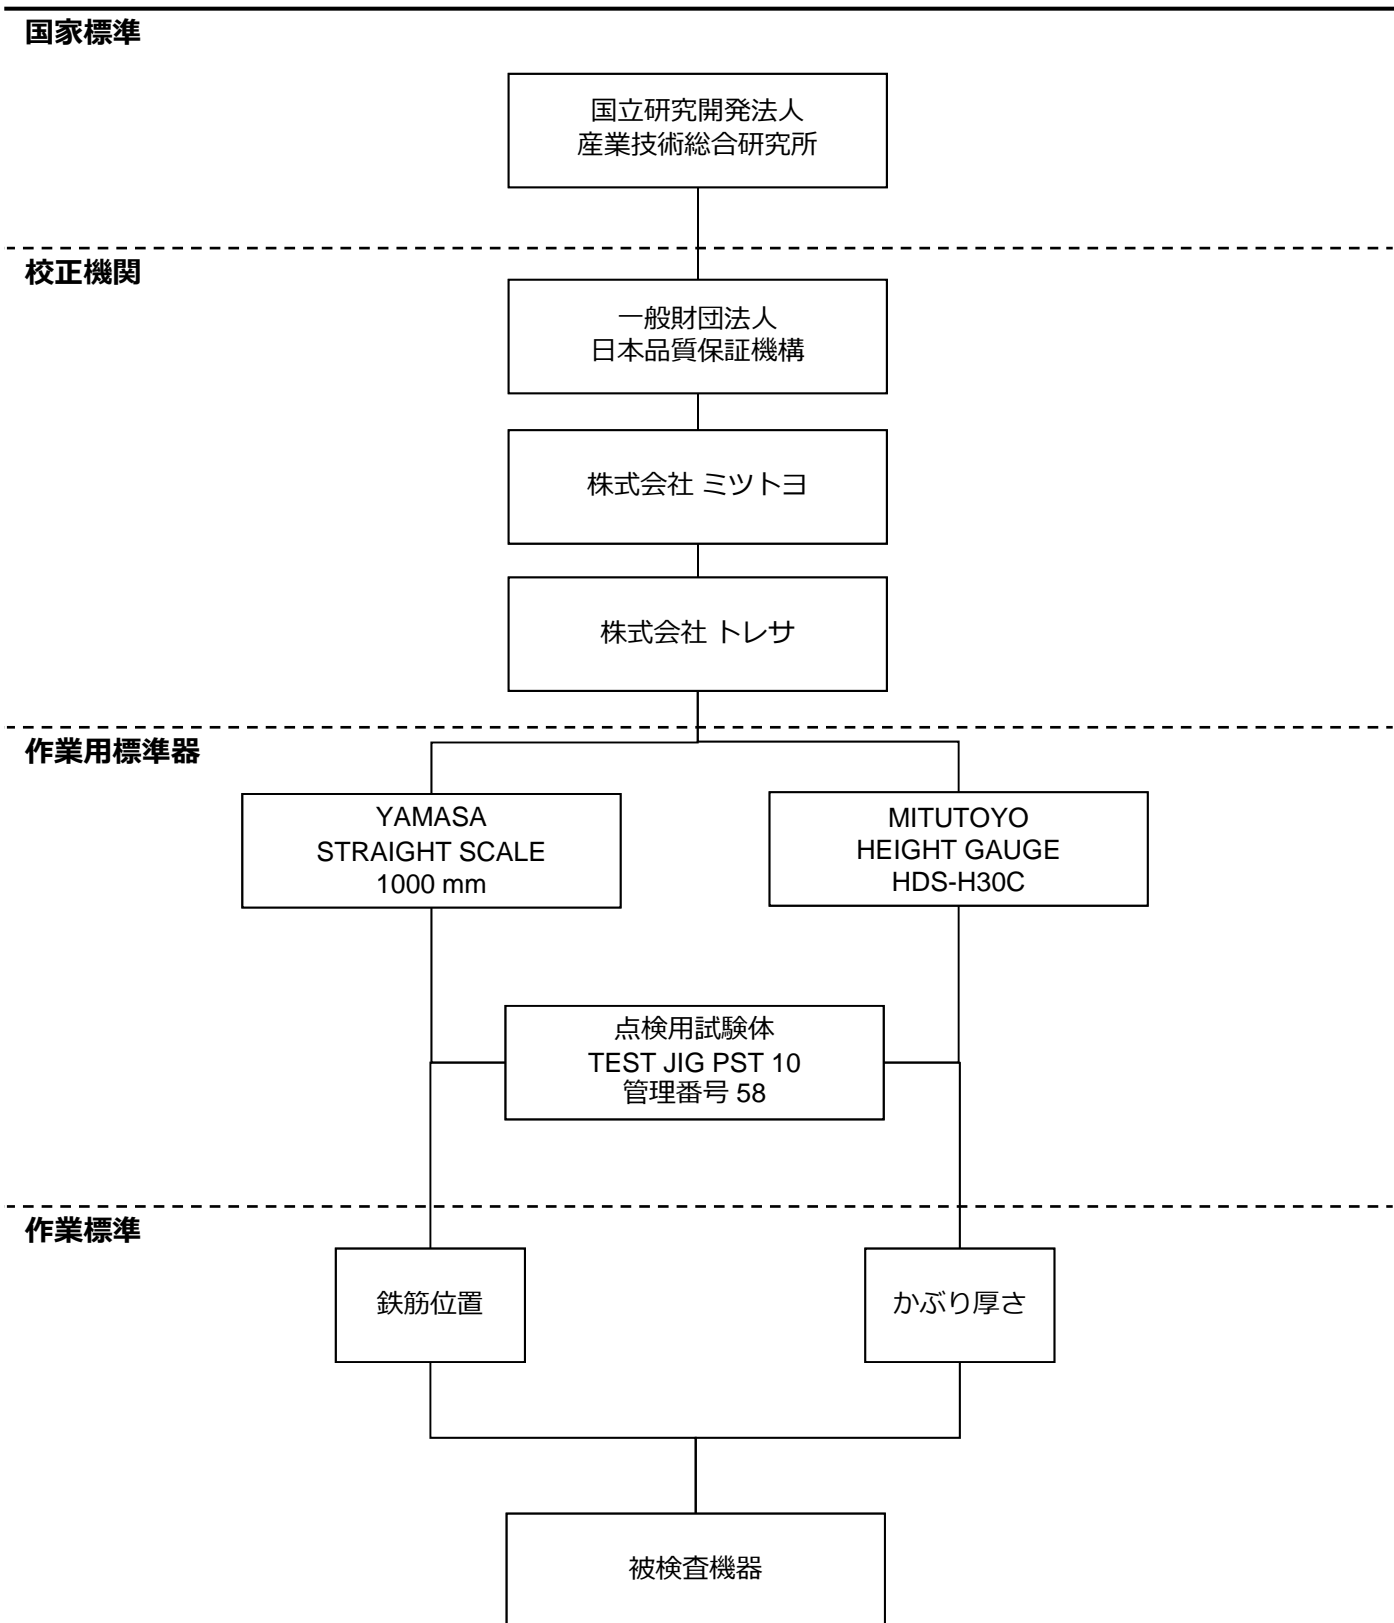 国家標準
国立研究開発法人
産業技術総合研究所
校正機関
一般財団法人
日本品質保証機構
株式会社 ミツトヨ
株式会社 トレサ
作業用標準器
YAMASA
STRAIGHT SCALE
1000 mm
MITUTOYO
HEIGHT GAUGE
HDS-H30C
点検用試験体
TEST JIG PST 10
管理番号 58
作業標準
鉄筋位置
かぶり厚さ
被検査機器